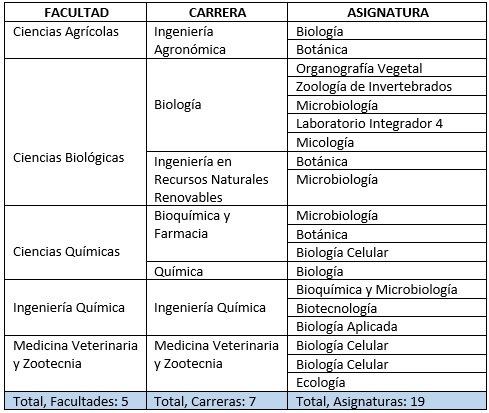 FACULTAD CARRERA ASIGNATURA
Ciencias Agrícolas Ingeniería Biología
Agronómica Botánica
Organografía Vegetal
Zoología de Invertebrados
Biología Microbiología
Laboratorio Integrador 4
Micología
Ciencias Biológicas Ingeniería en Botánica
Recursos Naturales Microbiología
Renovables
Bioquímica y Microbiología
Farmacia Botánica
Ciencias Químicas Biología Celular
Química Biología
Bioquímica y Microbiología
Ingeniería Química Ingeniería Química Biotecnología
Biología Aplicada
Medicina Veterinaria Medicina Veterinaria Biología Celular
y Zootecnia y Zootecnia Biología Celular
Ecología
Total, Facultades: 5 Total, Carreras: 7 Total, Asignaturas: 19